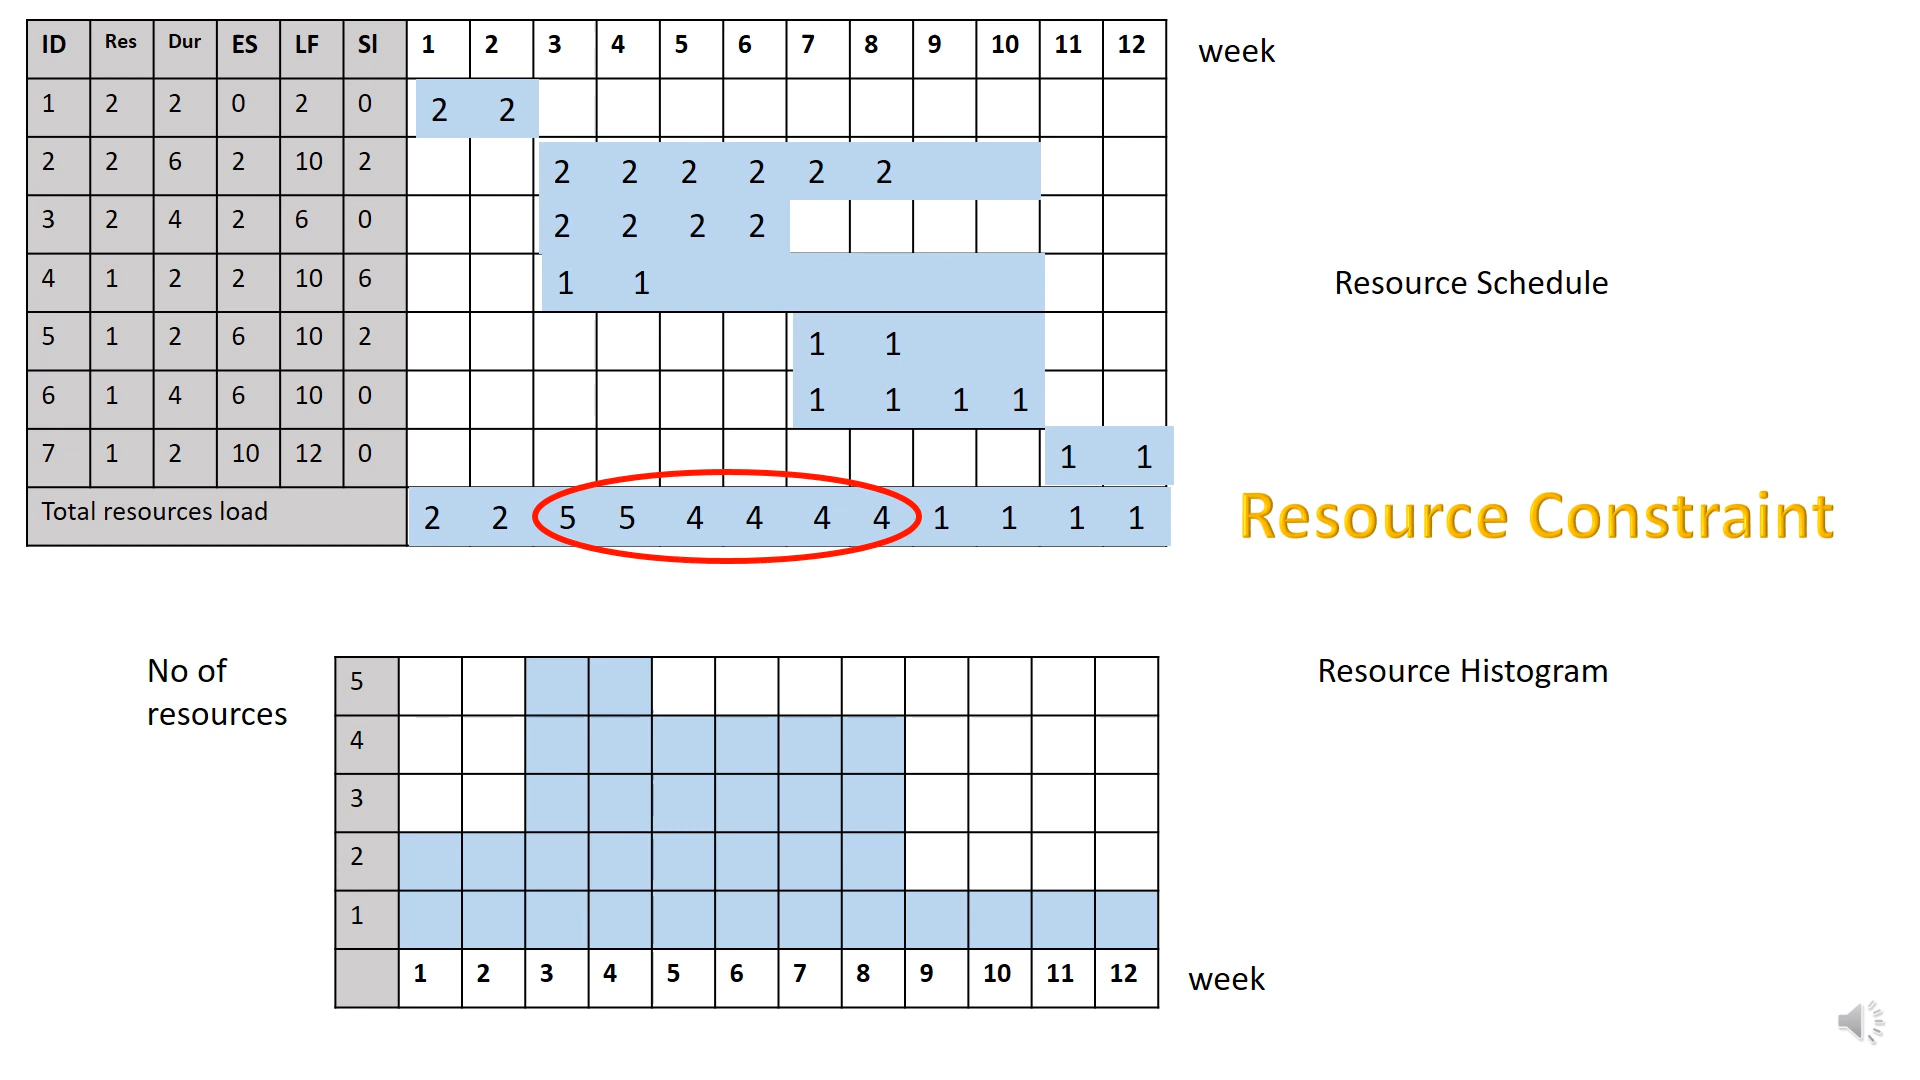 ID Res Dur ES LF Sl 1 2 3 4 5 6 7 8 9 10 11 12 week
1 2 2 0 2 0 2 2
2 2 6 2 10 2 2 2 2 2 2 2
3 2 4 2 6 0 2 2 2 2
4 1 2 2 10 6 1 1 Resource Schedule
5 1 2 6 10 2 1 1
6 1 4 6 10 0 1 1 1 1
7 1 2 10 12 0 1 1
Total resources load 2 2 5 5 4 4 4 4 1 1 1 1 Resource Constraint
No of
resources
Resource Histogram
5
4
3
2
1
1 2 3 4 5 6 7 8 9 10 11 12 week